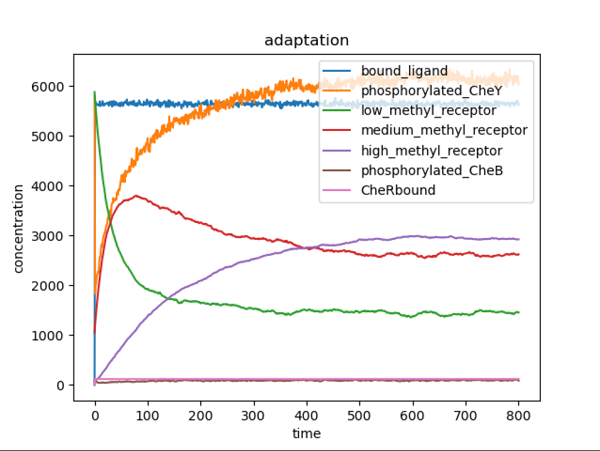 adaptation
bound_ligand
phosphorylated_CheY
low_methyl_receptor
medium_methyl_receptor
high_methyl_receptor
phosphorylated_CheB
CheRbound
concentration
6000
5000
4000
3000
2000
1000
0
0 100 200 300 400 500 600 700 800
time